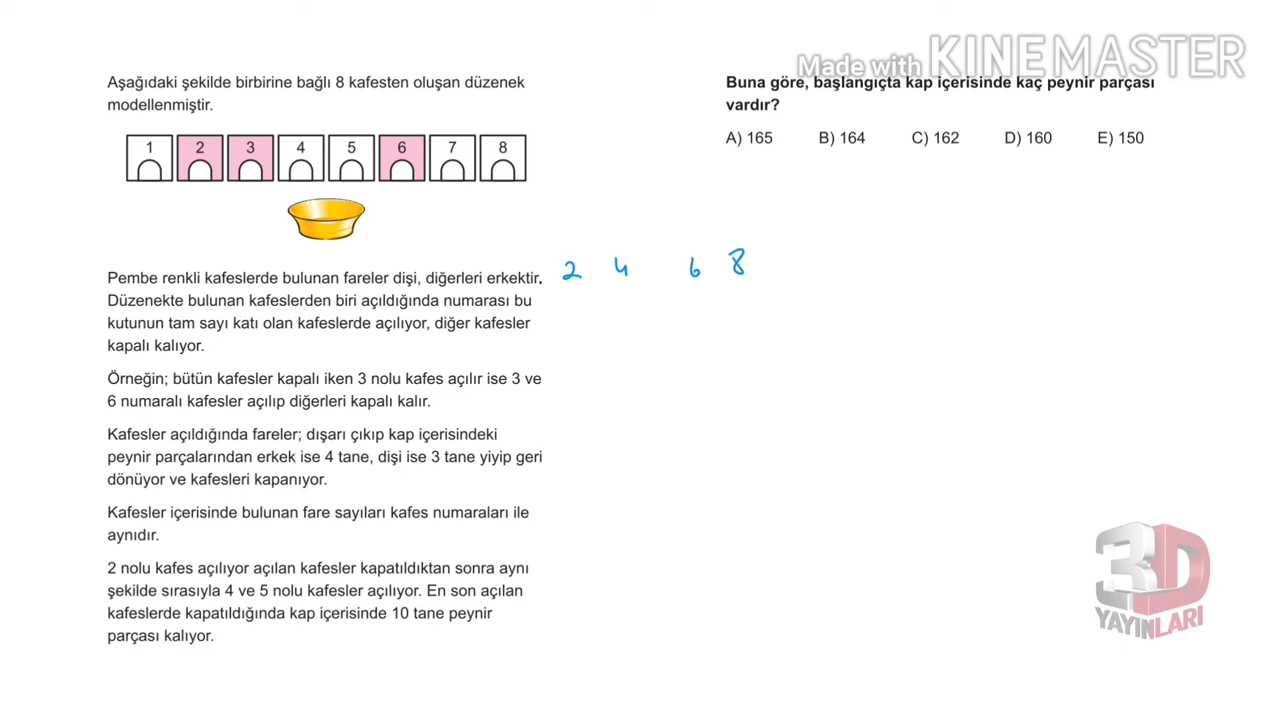 Made with KINEMASTER
Aşağıdaki şekilde birbirine bağlı 8 kafesten oluşan düzenek
modellenmiştir.
1 2 3 4 5 6 7 8
Pembe renkli kafeslerde bulunan fareler dişi, diğerleri erkektir.
Düzenekte bulunan kafeslerden biri açıldığında numarası bu
kutunun tam sayı katı olan kafeslerde açılıyor, diğer kafesler
kapalı kalıyor.
Örneğin; bütün kafesler kapalı iken 3 nolu kafes açılır ise 3 ve
6 numaralı kafesler açılıp diğerleri kapalı kalır.
Kafesler açıldığında fareler; dışarı çıkıp kap içerisindeki
peynir parçalarından erkek ise 4 tane, dişi ise 3 tane yiyip geri
dönüyor ve kafesleri kapanıyor.
Kafesler içerisinde bulunan fare sayıları kafes numaraları ile
aynıdır.
2 nolu kafes açılıyor açılan kafesler kapatıldıktan sonra aynı
şekilde sırasıyla 4 ve 5 nolu kafesler açılıyor. En son açılan
kafeslerde kapatıldığında kap içerisinde 10 tane peynir
parçası kalıyor.
2 4 6 8
Buna göre, başlangıçta kap içerisinde kaç peynir parçası
vardır?
A) 165 B) 164 C) 162 D) 160 E) 150
3D
YAYINLARI